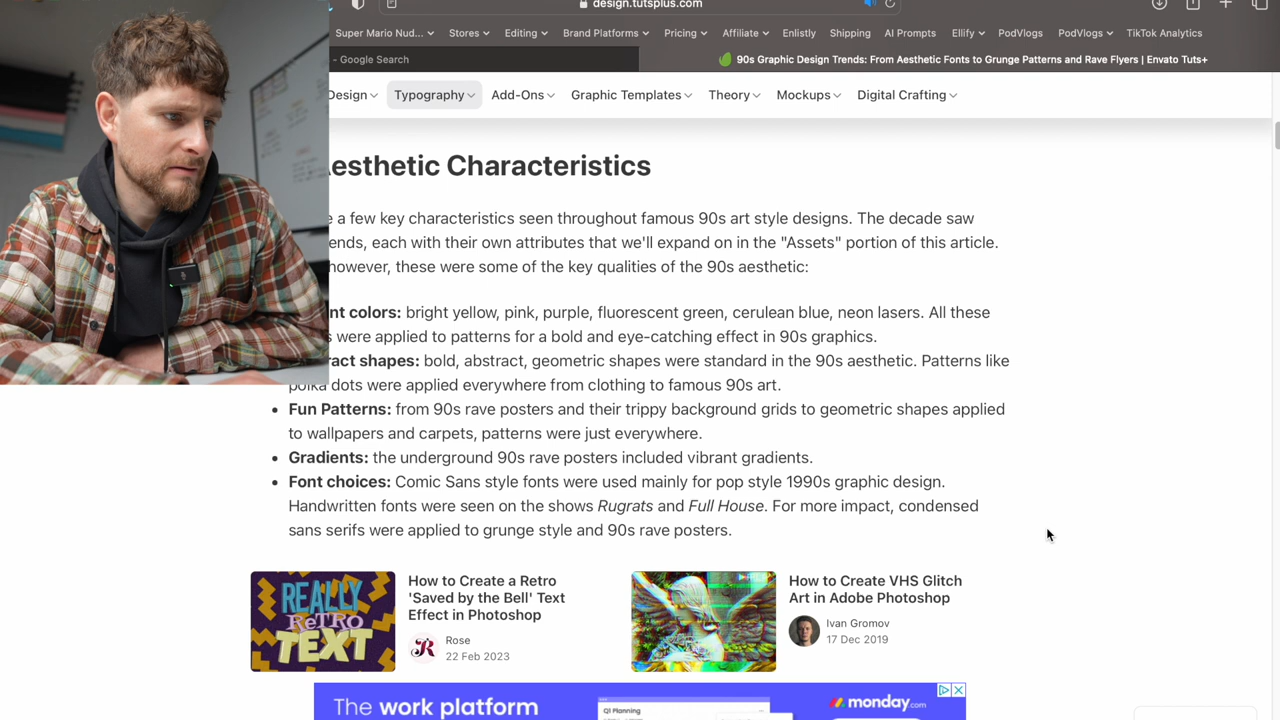 design.tutsplus.com
Super Mario Nud...
Stores
Editing
Brand Platforms
Pricing
Affiliate
Enlistly
Shipping
AI Prompts
Ellify
PodVlogs
PodVlogs
TikTok Analytics
- Google Search
90s Graphic Design Trends: From Aesthetic Fonts to Grunge Patterns and Rave Flyers | Envato Tuts+
Design
Typography
Add-Ons
Graphic Templates
Theory
Mockups
Digital Crafting
esthetic Characteristics
a few key characteristics seen throughout famous 90s art style designs. The decade saw
ends, each with their own attributes that we'll expand on in the "Assets" portion of this article.
however, these were some of the key qualities of the 90s aesthetic:
nt colors: bright yellow, pink, purple, fluorescent green, cerulean blue, neon lasers. All these
were applied to patterns for a bold and eye-catching effect in 90s graphics.
ract shapes: bold, abstract, geometric shapes were standard in the 90s aesthetic. Patterns like
polka dots were applied everywhere from clothing to famous 90s art.
• Fun Patterns: from 90s rave posters and their trippy background grids to geometric shapes applied
to wallpapers and carpets, patterns were just everywhere.
• Gradients: the underground 90s rave posters included vibrant gradients.
• Font choices: Comic Sans style fonts were used mainly for pop style 1990s graphic design.
Handwritten fonts were seen on the shows Rugrats and Full House. For more impact, condensed
sans serifs were applied to grunge style and 90s rave posters.
REALLY
ReTRO
TEXT
How to Create a Retro
'Saved by the Bell' Text
Effect in Photoshop
R
Rose
22 Feb 2023
How to Create VHS Glitch
Art in Adobe Photoshop
Ivan Gromov
17 Dec 2019
The work platform
Q1 Planning
monday.com